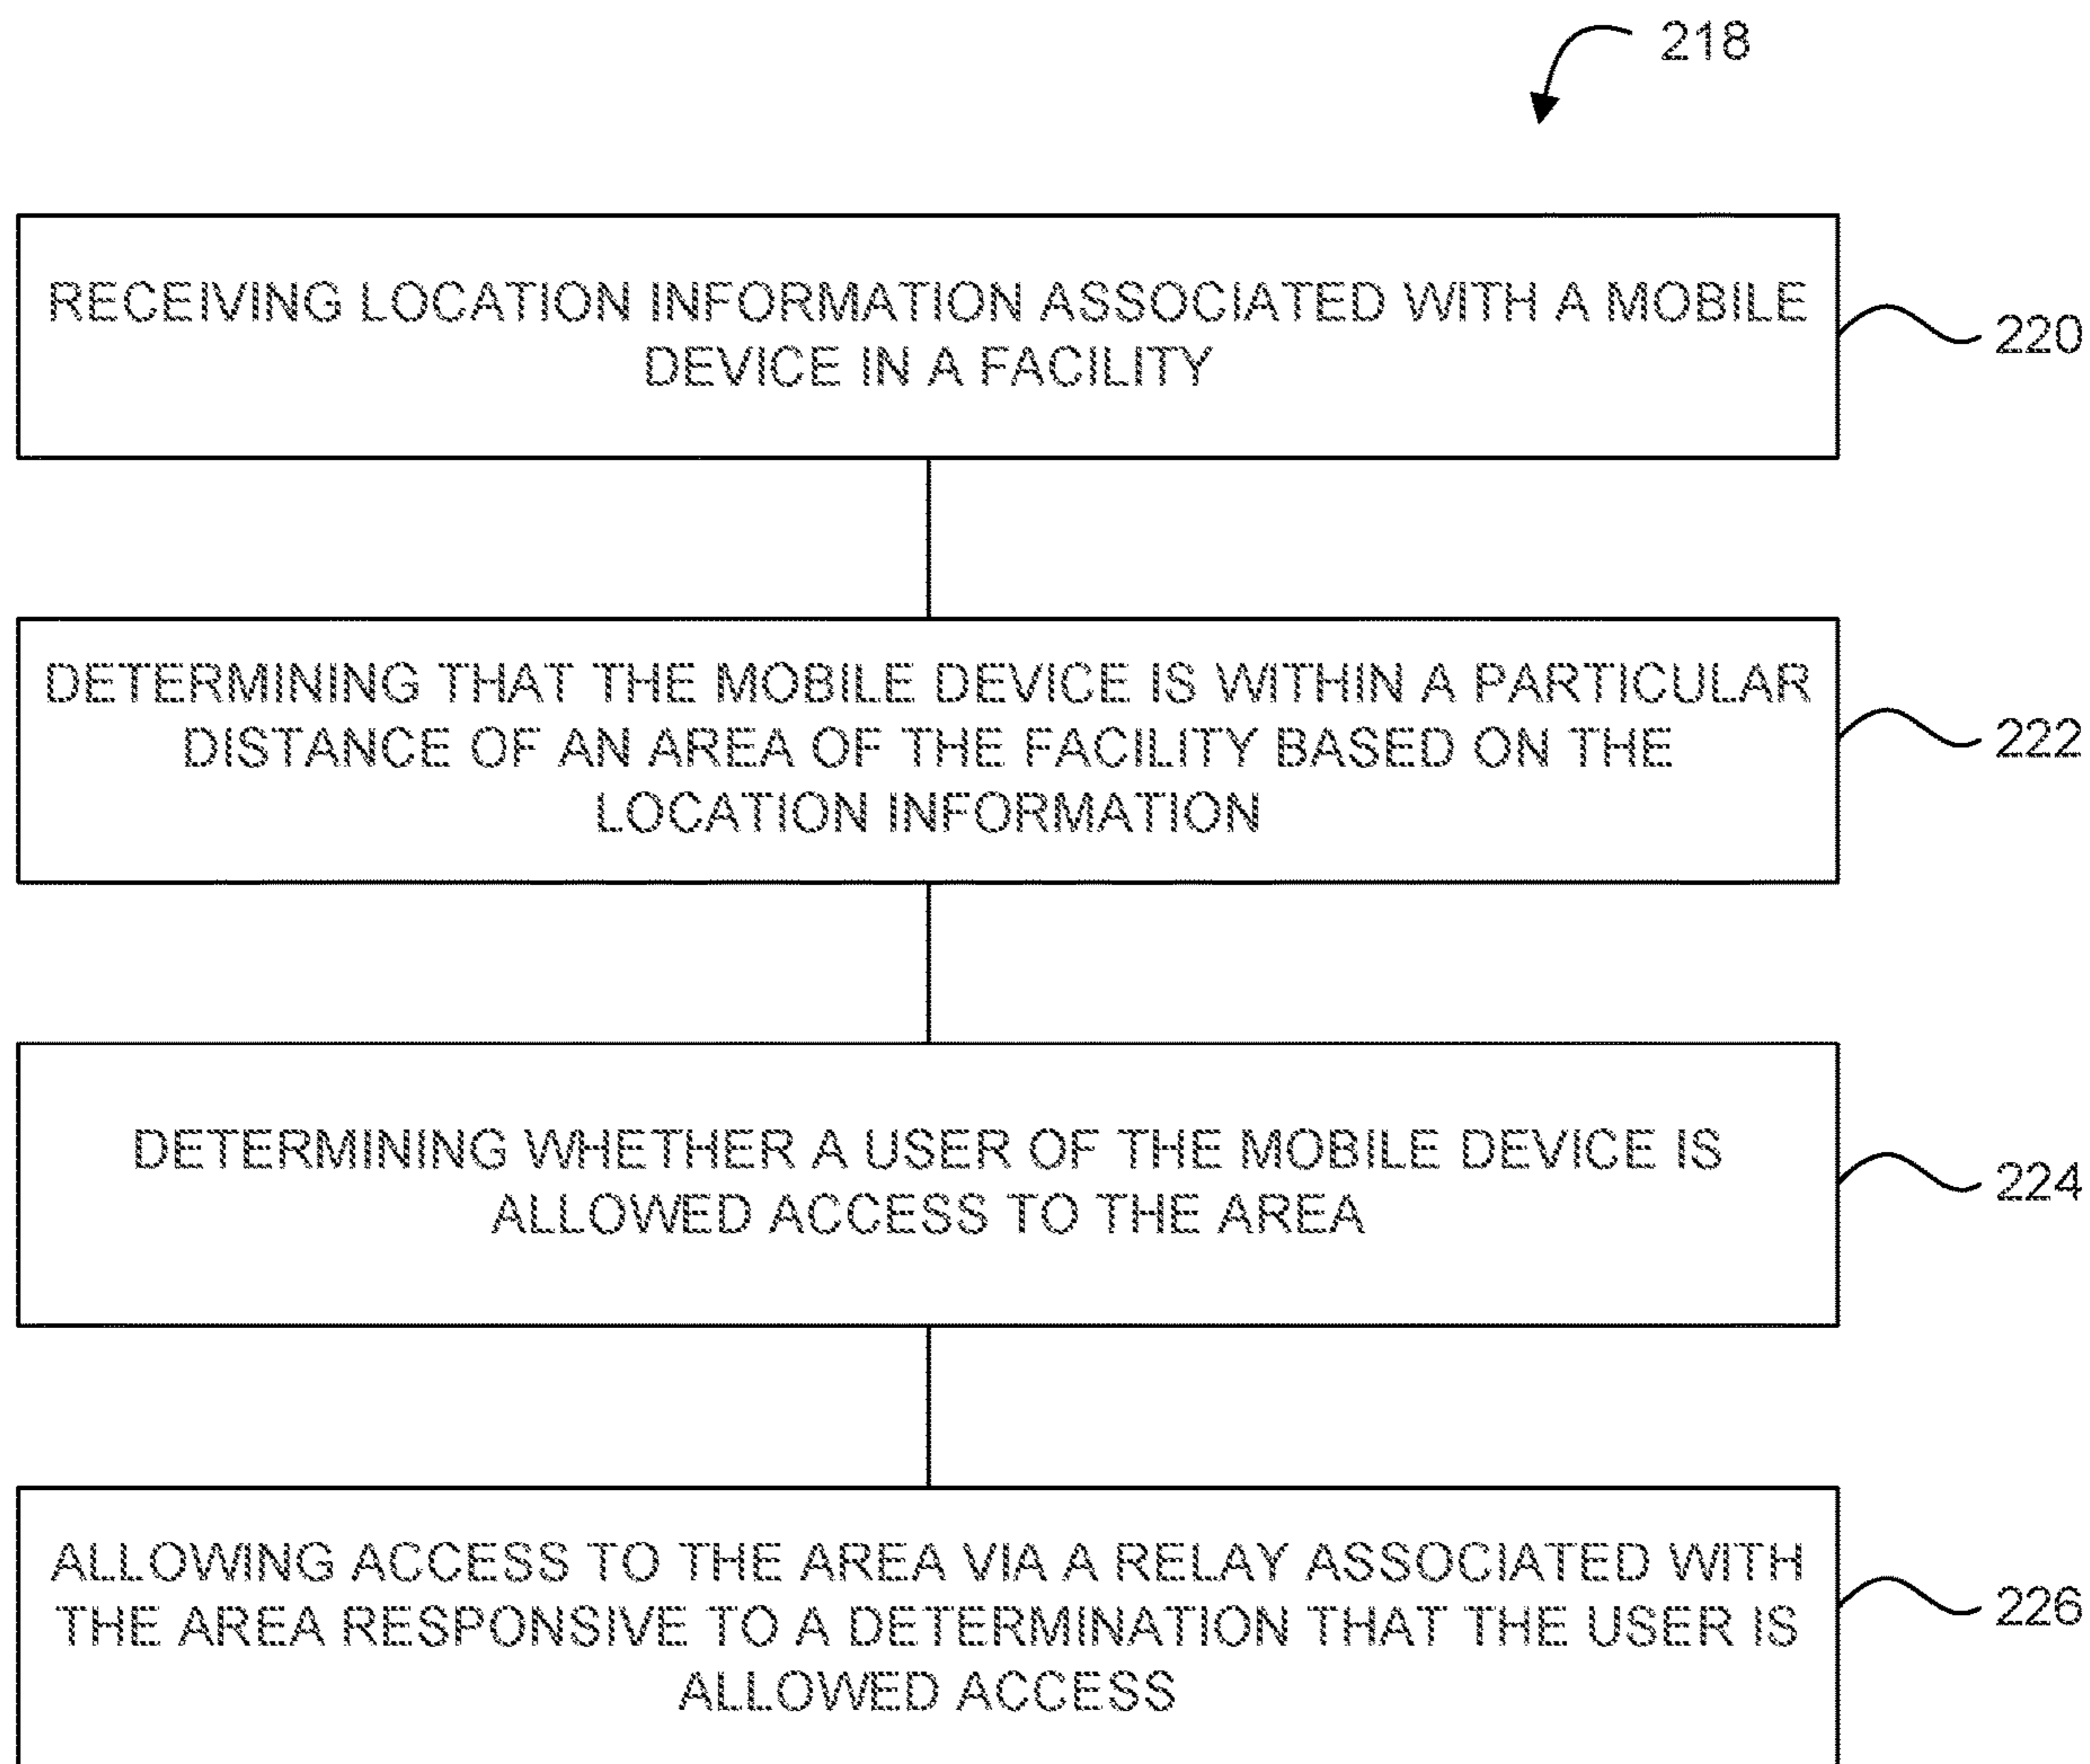 218
RECEIVING LOCATION INFORMATION ASSOCIATED WITH A MOBILE
DEVICE IN A FACILITY
220
DETERMINING THAT THE MOBILE DEVICE IS WITHIN A PARTICULAR
DISTANCE OF AN AREA OF THE FACILITY BASED ON THE
LOCATION INFORMATION
222
DETERMINING WHETHER A USER OF THE MOBILE DEVICE IS
ALLOWED ACCESS TO THE AREA
224
ALLOWING ACCESS TO THE AREA VIA A RELAY ASSOCIATED WITH
THE AREA RESPONSIVE TO A DETERMINATION THAT THE USER IS
ALLOWED ACCESS
226